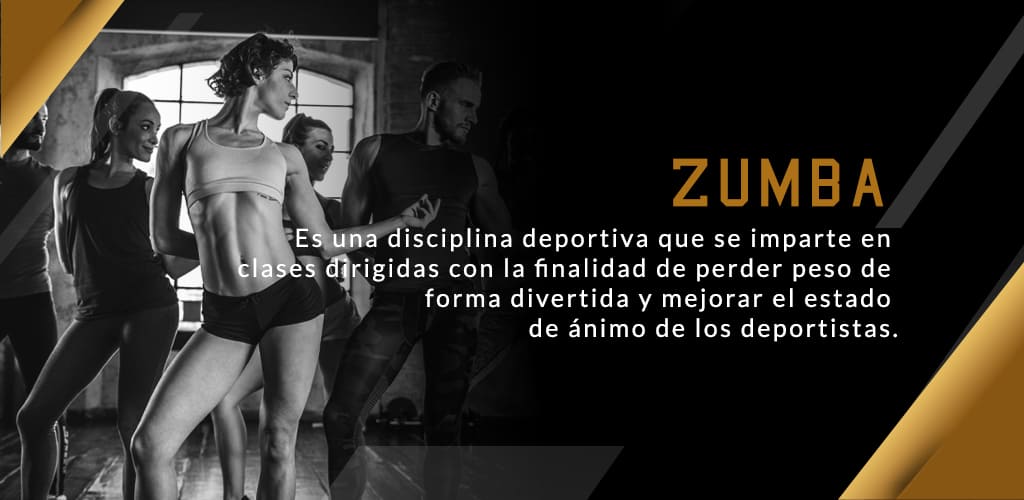 ZUMBA
Es una disciplina deportiva que se imparte en
clases dirigidas con la finalidad de perder peso de
forma divertida y mejorar el estado
de ánimo de los deportistas.